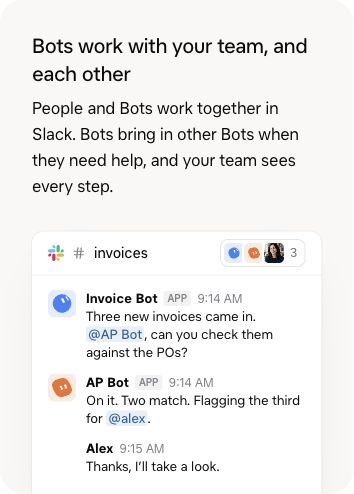 Bots work with your team, and
each other
People and Bots work together in
Slack. Bots bring in other Bots when
they need help, and your team sees
every step.
# invoices 3
Invoice Bot APP 9:14 AM
Three new invoices came in.
@AP Bot, can you check them
against the POs?
AP Bot APP 9:14 AM
On it. Two match. Flagging the third
for @alex.
Alex 9:15 AM
Thanks, I’ll take a look.